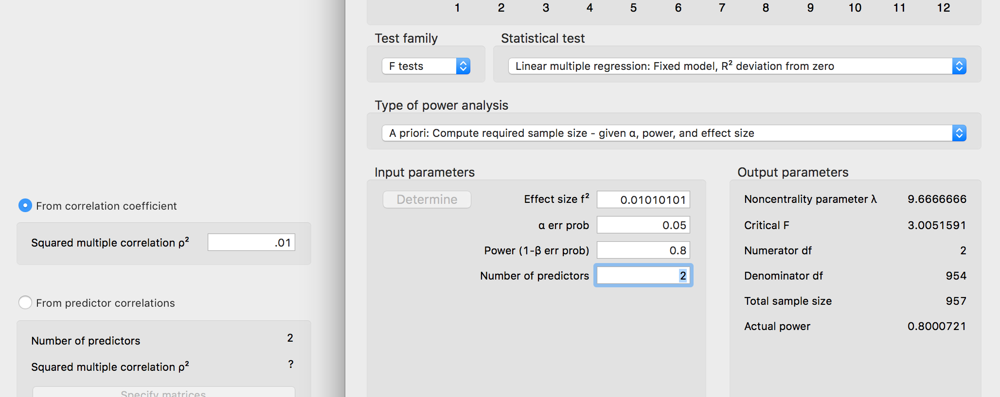 1 2 3 4 5 6 7 8 9 10 11 12
Test family
Statistical test
F tests
Linear multiple regression: Fixed model, R² deviation from zero
Type of power analysis
A priori: Compute required sample size - given α, power, and effect size
Input parameters
Determine
Effect size f² 0.01010101
α err prob 0.05
Power (1-β err prob) 0.8
Number of predictors 2
Output parameters
Noncentrality parameter λ 9.6666666
Critical F 3.0051591
Numerator df 2
Denominator df 954
Total sample size 957
Actual power 0.8000721
From correlation coefficient
Squared multiple correlation ρ² .01
From predictor correlations
Number of predictors 2
Squared multiple correlation ρ² ?
Specify matrices